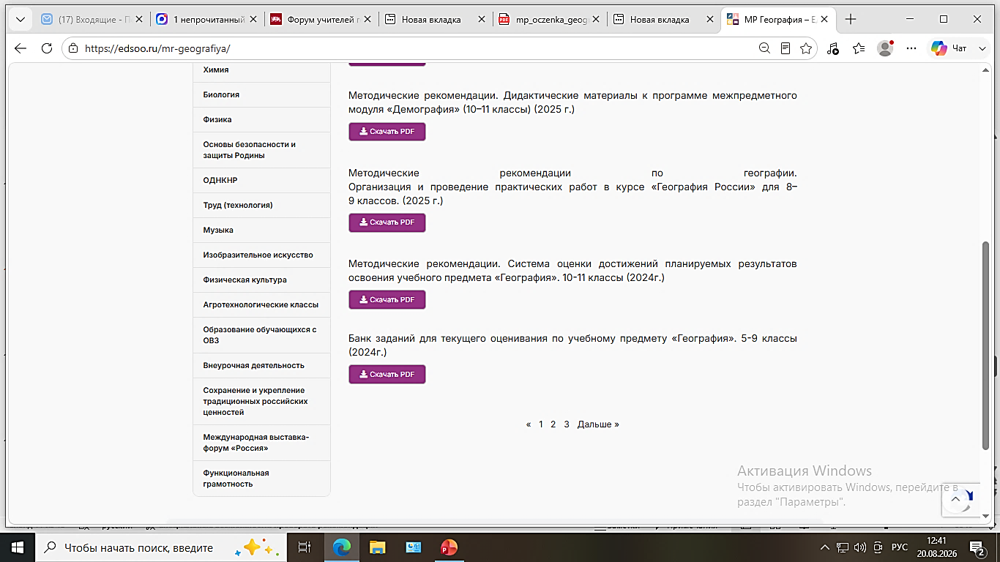 (17) Входящие - П
1 непрочитанный
Форум учителей г
Новая вкладка
mp_oczenka_geog
Новая вкладка
МР География – Е
https://edsoo.ru/mr-geografiya/
Чат
Химия
Биология
Физика
Основы безопасности и
защиты Родины
ОДНКНР
Труд (технология)
Музыка
Изобразительное искусство
Физическая культура
Агротехнологические классы
Образование обучающихся с
ОВЗ
Внеурочная деятельность
Сохранение и укрепление
традиционных российских
ценностей
Международная выставка-
форум «Россия»
Функциональная
грамотность
Методические рекомендации. Дидактические материалы к программе межпредметного
модуля «Демография» (10–11 классы) (2025 г.)
Скачать PDF
Методические рекомендации по географии.
Организация и проведение практических работ в курсе «География России» для 8–
9 классов. (2025 г.)
Скачать PDF
Методические рекомендации. Система оценки достижений планируемых результатов
освоения учебного предмета «География». 10-11 классы (2024г.)
Скачать PDF
Банк заданий для текущего оценивания по учебному предмету «География». 5-9 классы
(2024г.)
Скачать PDF
« 1 2 3 Дальше »
Активация Windows
Чтобы активировать Windows, перейдите в
раздел "Параметры".
Чтобы начать поиск, введите
РУС
12:41
20.08.2026
2